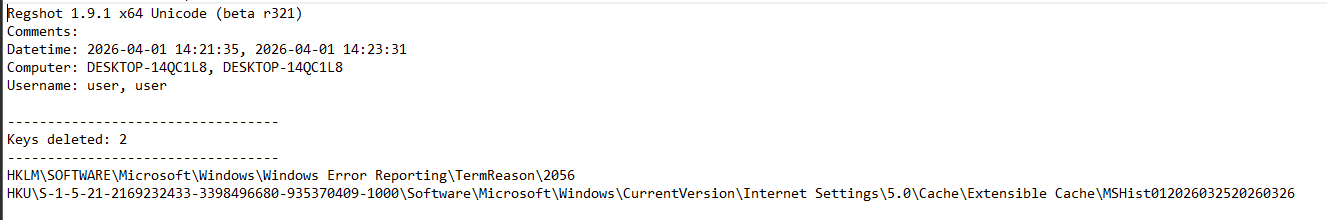 Regshot 1.9.1 x64 Unicode (beta r321)
Comments:
Datetime: 2026-04-01 14:21:35, 2026-04-01 14:23:31
Computer: DESKTOP-14QC1L8, DESKTOP-14QC1L8
Username: user, user
----------------------------------
Keys deleted: 2
----------------------------------
HKLM\SOFTWARE\Microsoft\Windows\Windows Error Reporting\TermReason\2056
HKU\S-1-5-21-2169232433-3398496680-935370409-1000\Software\Microsoft\Windows\CurrentVersion\Internet Settings\5.0\Cache\Extensible Cache\MSHist012026032520260326